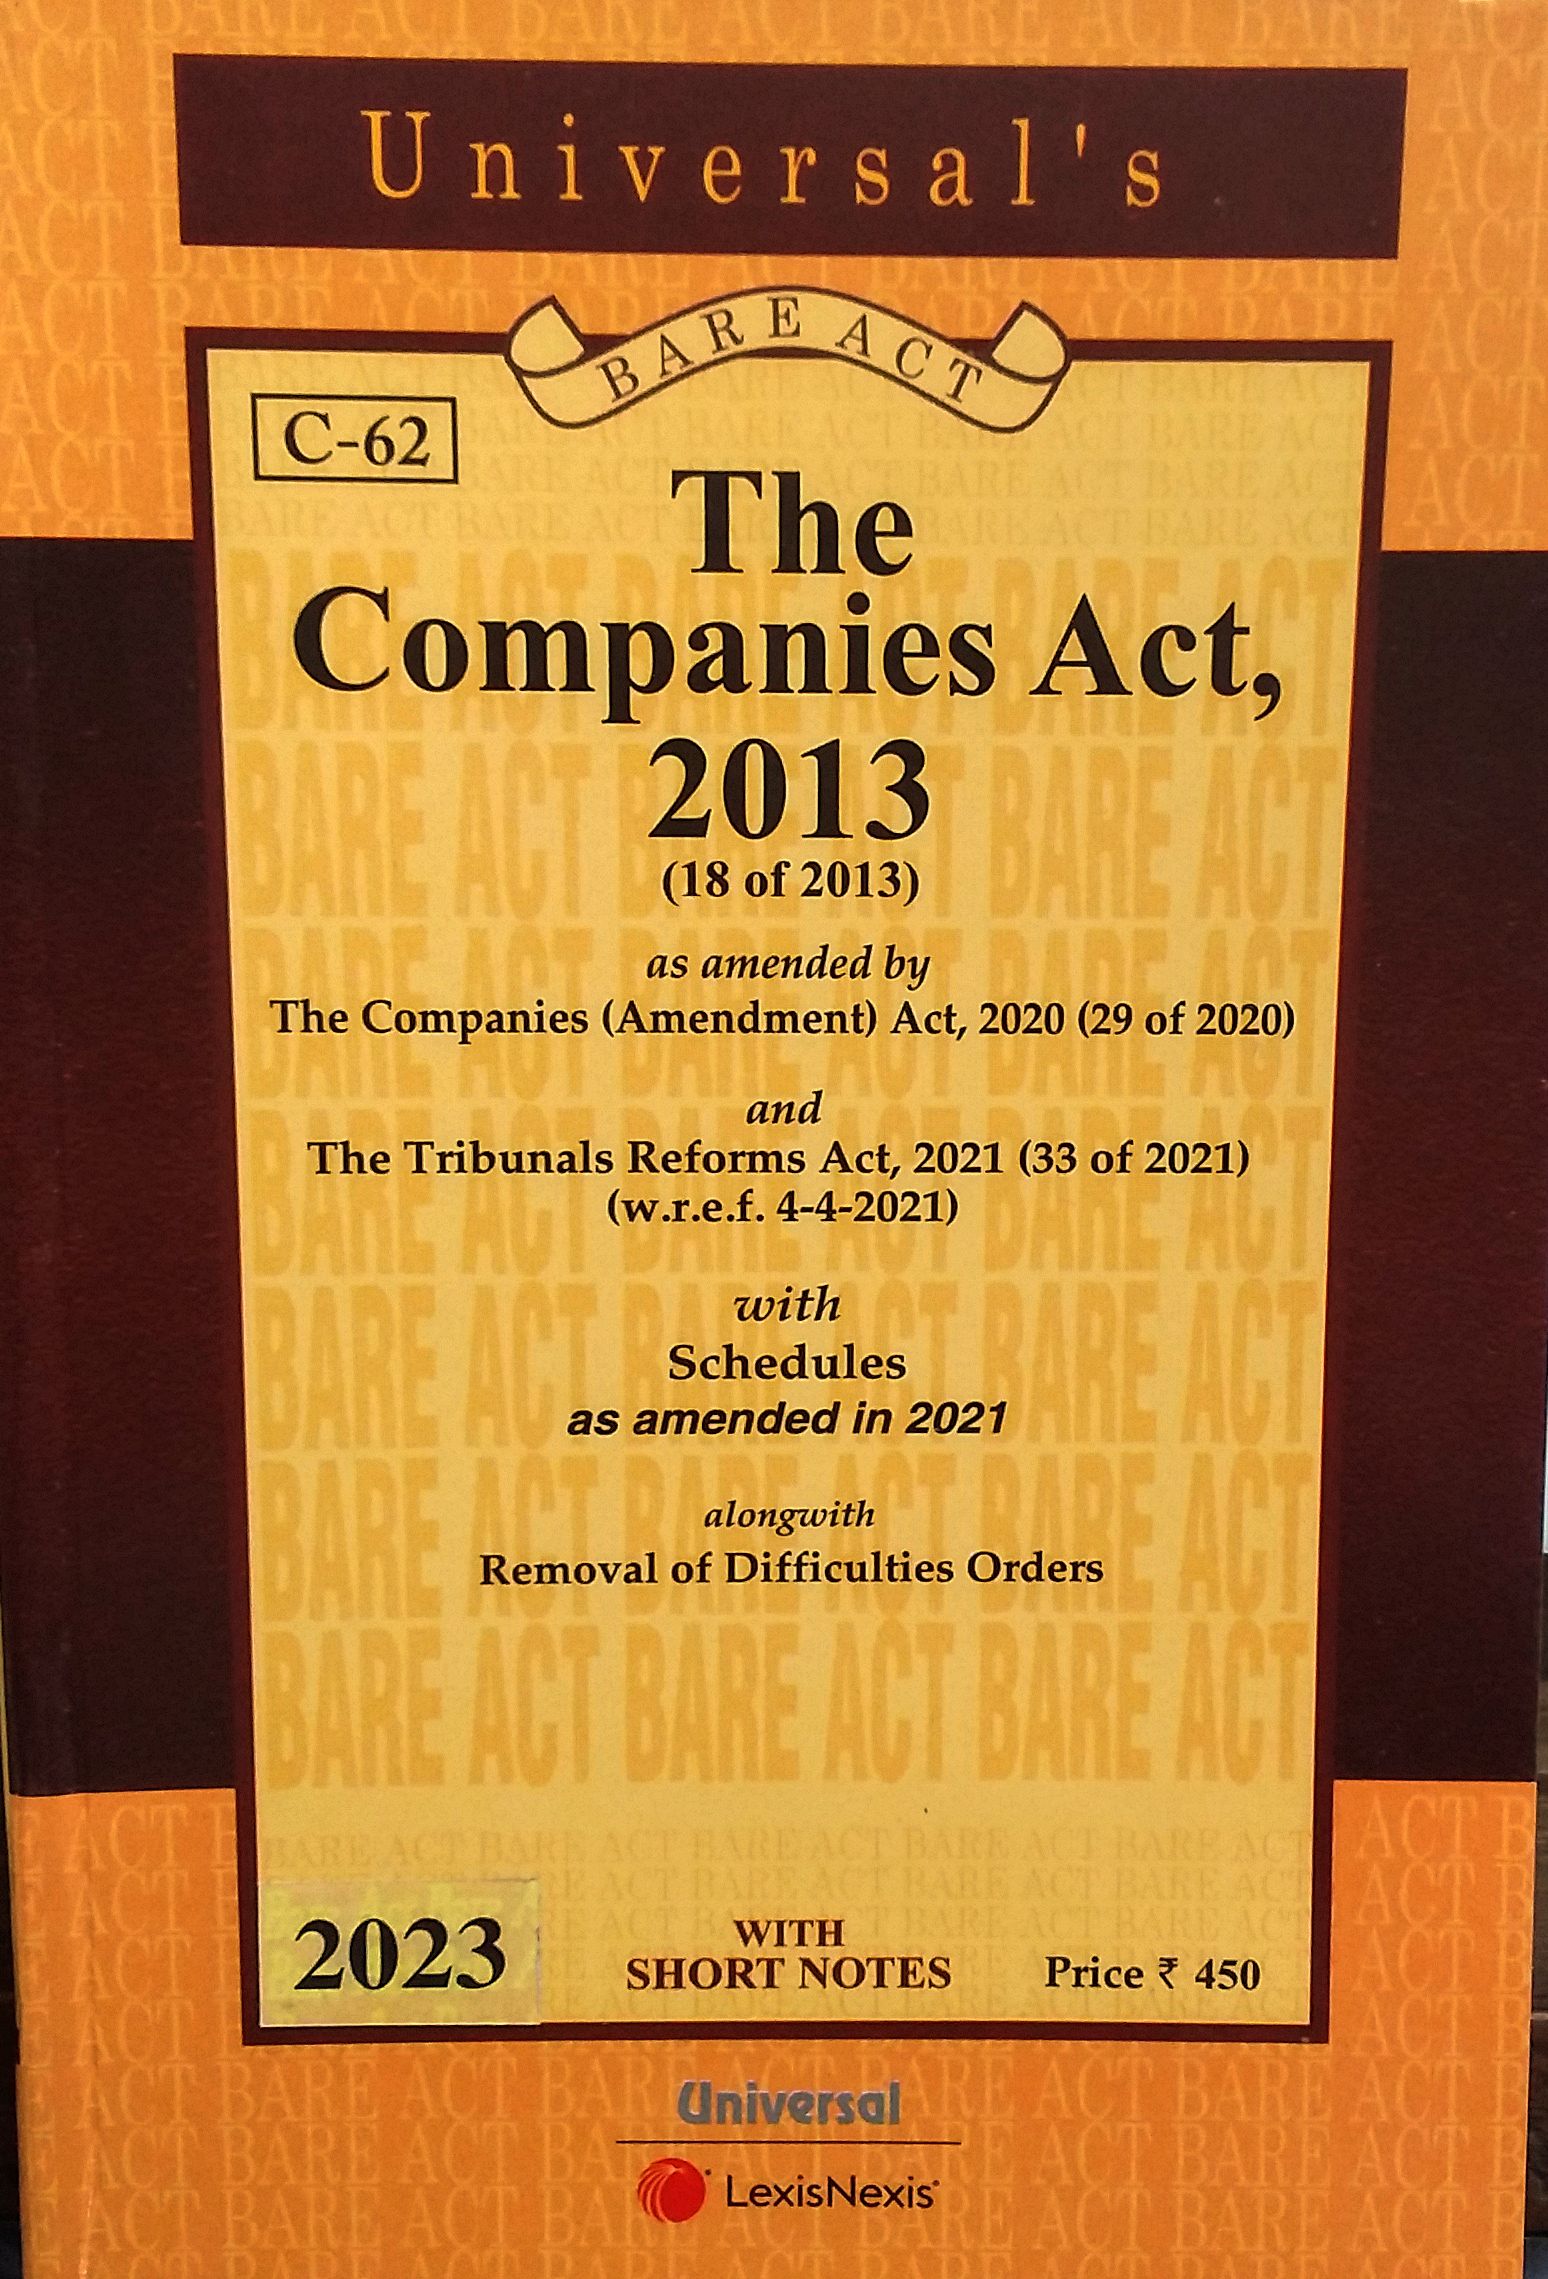 Universal's
BARE ACT
C-62
The
Companies Act,
2013
(18 of 2013)
as amended by
The Companies (Amendment) Act, 2020 (29 of 2020)
and
The Tribunals Reforms Act, 2021 (33 of 2021)
(w.r.e.f. 4-4-2021)
with
Schedules
as amended in 2021
alongwith
Removal of Difficulties Orders
2023
WITH
SHORT NOTES
Price ₹ 450
Universal
LexisNexis